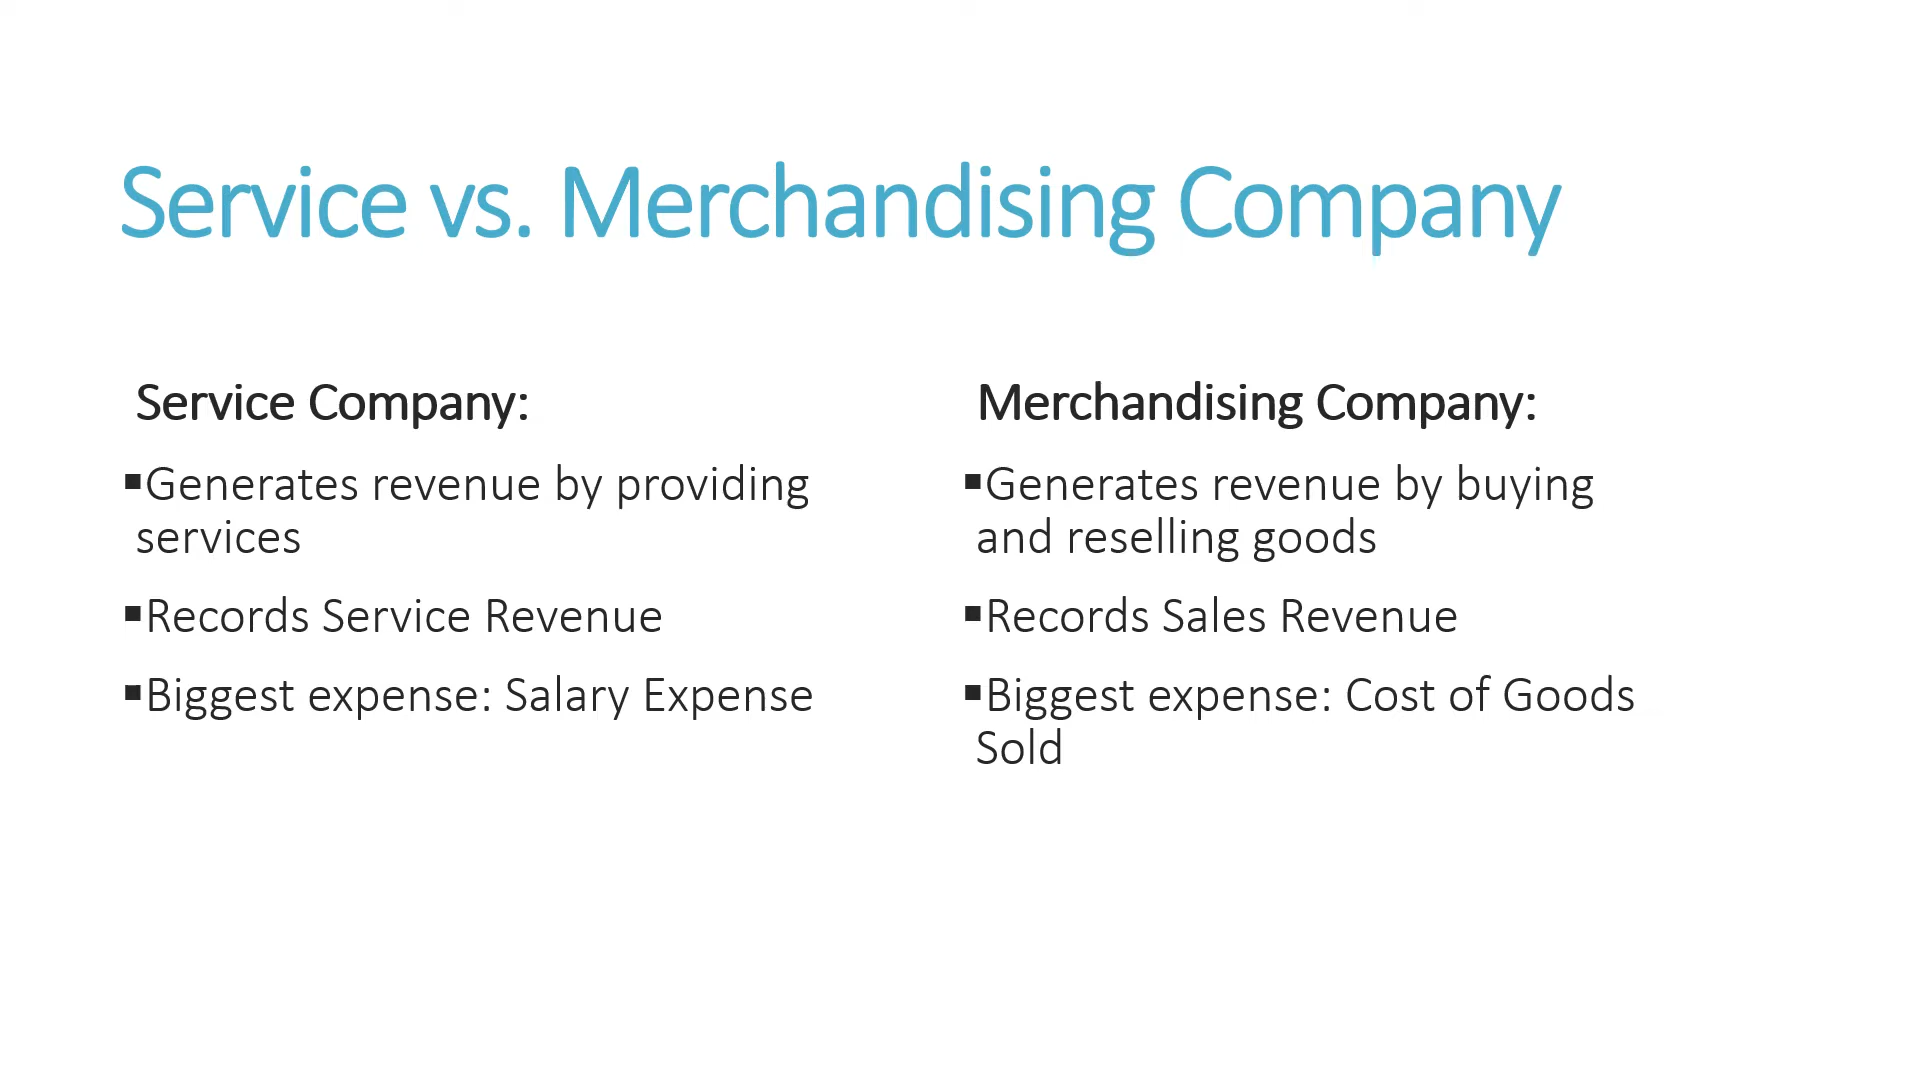 Service vs. Merchandising Company
Service Company:
▪Generates revenue by providing
services
▪Records Service Revenue
▪Biggest expense: Salary Expense
Merchandising Company:
▪Generates revenue by buying
and reselling goods
▪Records Sales Revenue
▪Biggest expense: Cost of Goods
Sold